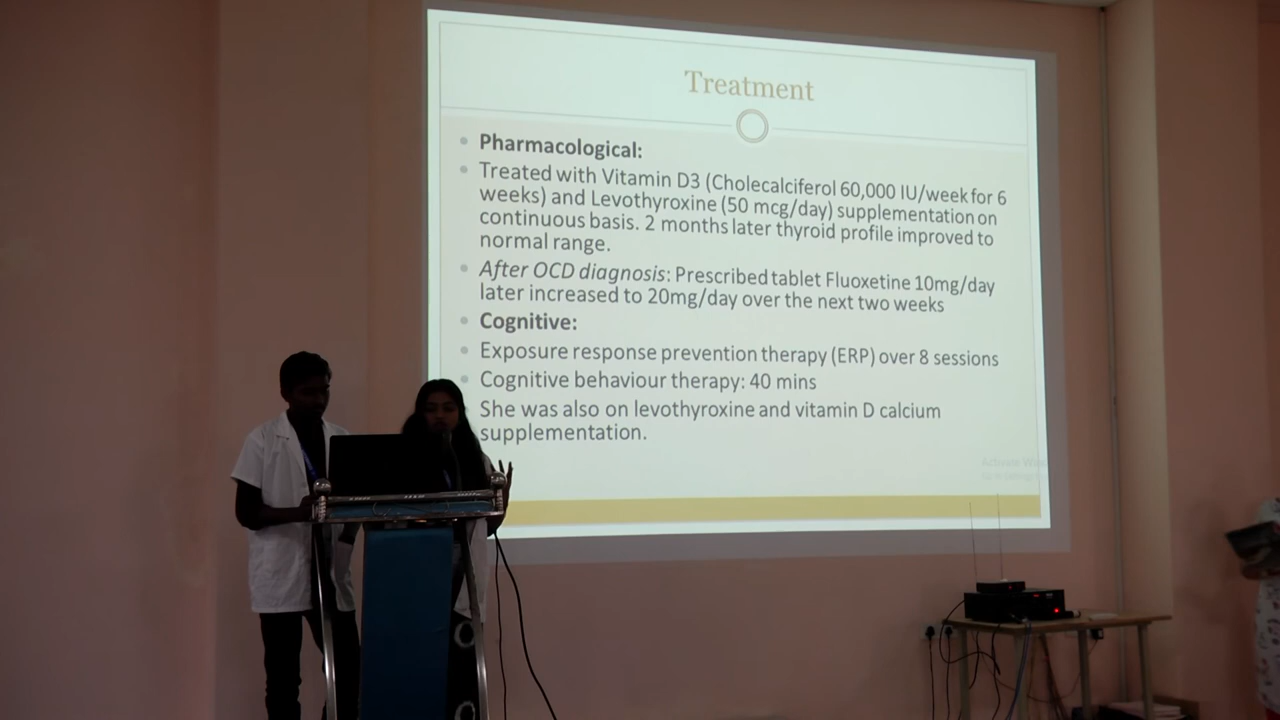 Treatment
Pharmacological:
Treated with Vitamin D3 (Cholecalciferol 60,000 IU/week for 6
weeks) and Levothyroxine (50 mcg/day) supplementation on
continuous basis. 2 months later thyroid profile improved to
normal range.
After OCD diagnosis: Prescribed tablet Fluoxetine 10mg/day
later increased to 20mg/day over the next two weeks
Cognitive:
Exposure response prevention therapy (ERP) over 8 sessions
Cognitive behaviour therapy: 40 mins
She was also on levothyroxine and vitamin D calcium
supplementation.
Activate